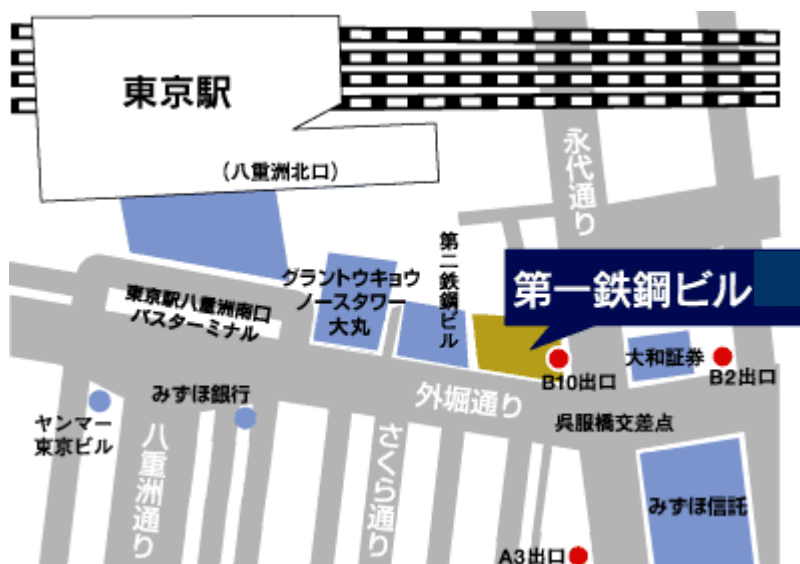 東京駅
(八重洲北口)
永代通り
第二鉄鋼ビル
第一鉄鋼ビル
グラントウキョウ
ノースタワー
大丸
東京駅八重洲南口
バスターミナル
大和証券
B2出口
B10出口
みずほ銀行
外堀通り
呉服橋交差点
ヤンマー
東京ビル
八重洲通り
さくら通り
みずほ信託
A3出口